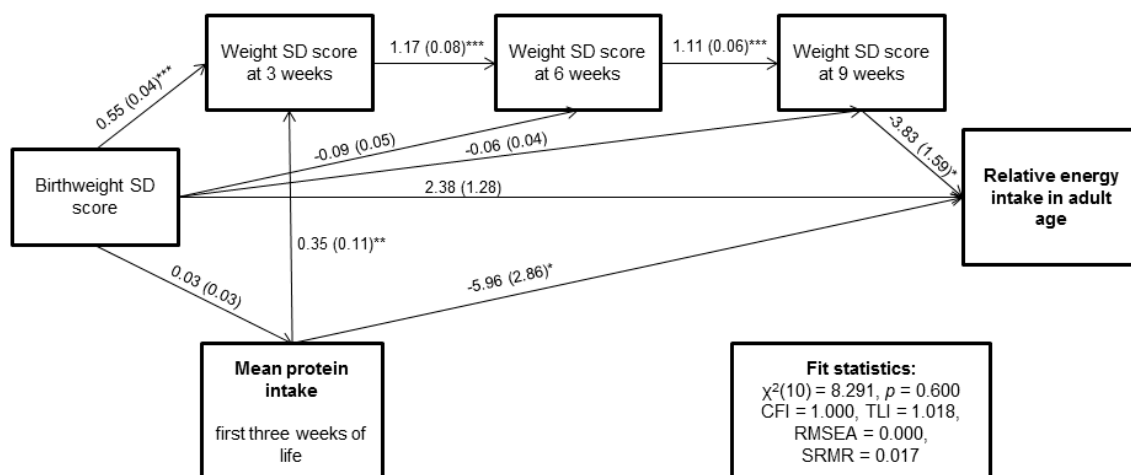 Weight SD score
at 3 weeks
1.17 (0.08)***
Weight SD score
at 6 weeks
1.11 (0.06)***
Weight SD score
at 9 weeks
0.55 (0.04)***
-0.09 (0.05)
-0.06 (0.04)
-3.83 (1.59)*
Birthweight SD
score
2.38 (1.28)
Relative energy
intake in adult
age
0.35 (0.11)**
0.03 (0.03)
-5.96 (2.86)*
Mean protein
intake
first three weeks of
life
Fit statistics:
χ²(10) = 8.291, p = 0.600
CFI = 1.000, TLI = 1.018,
RMSEA = 0.000,
SRMR = 0.017